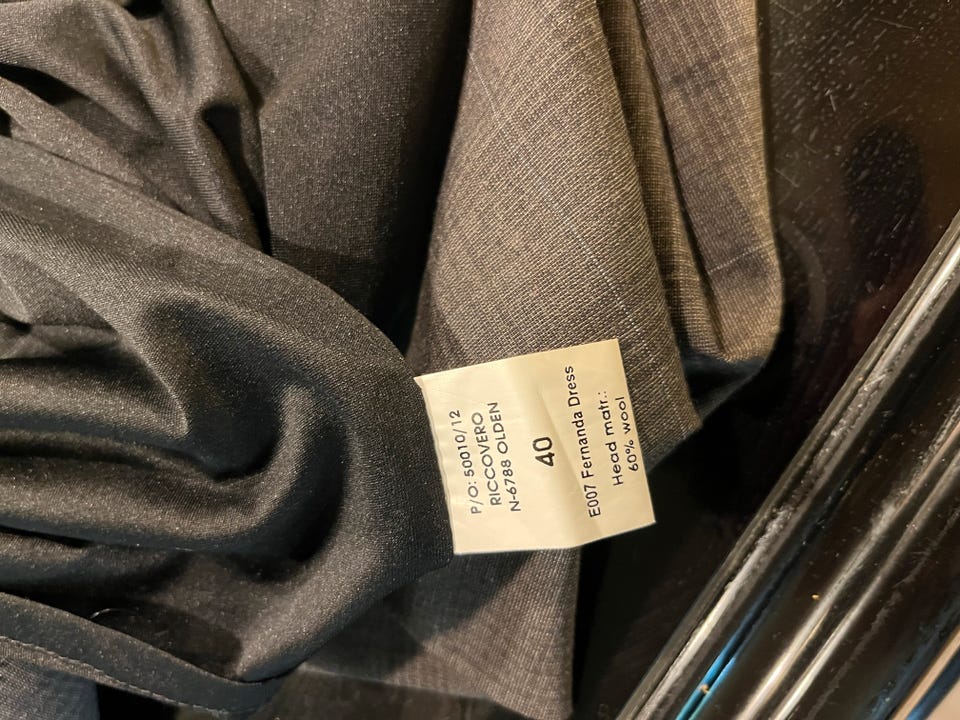 P/O: 50010/12
RICCOVERO
N-6788 OLDEN
40
E007 Fernanda Dress
Head matr.:
60% wool